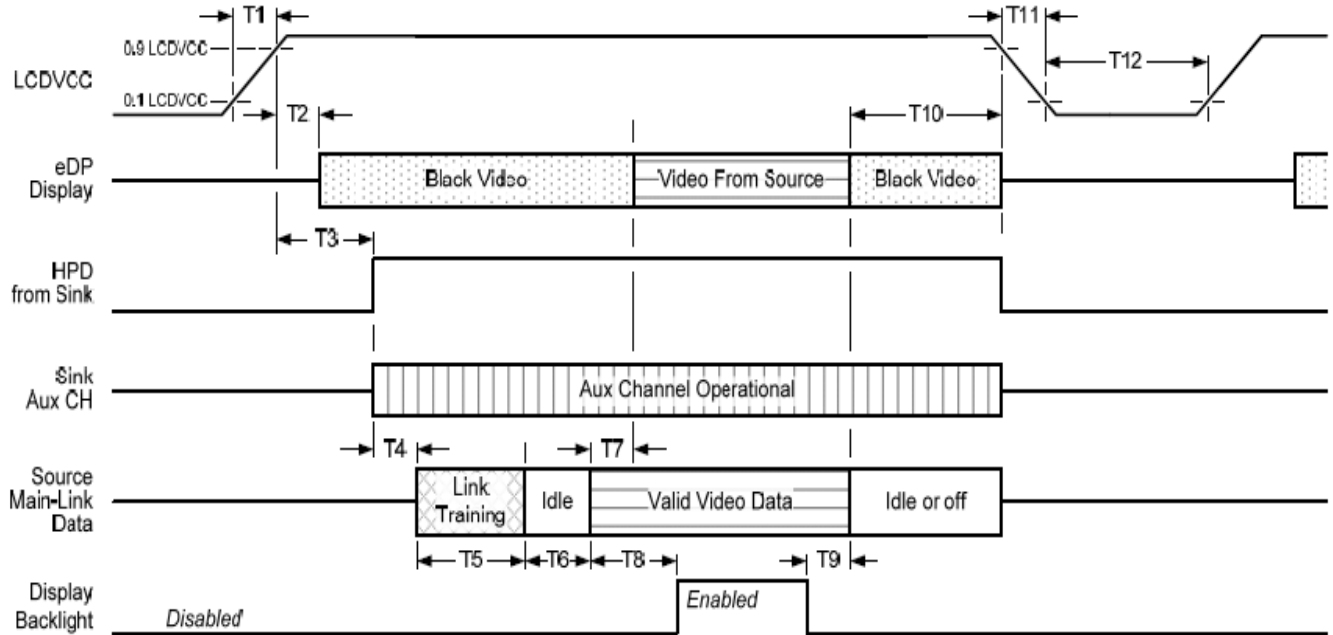 T1
T11
0.9 LCDVCC
LCDVCC
T12
0.1 LCDVCC
T2
T10
eDP
Display
Black Video
Video From Source
Black Video
T3
HPD
from Sink
Sink
Aux CH
Aux Channel Operational
T4
T7
Source
Main-Link
Data
Link
Training
Idle
Valid Video Data
Idle or off
T5
T6
T8
T9
Display
Backlight
Disabled
Enabled